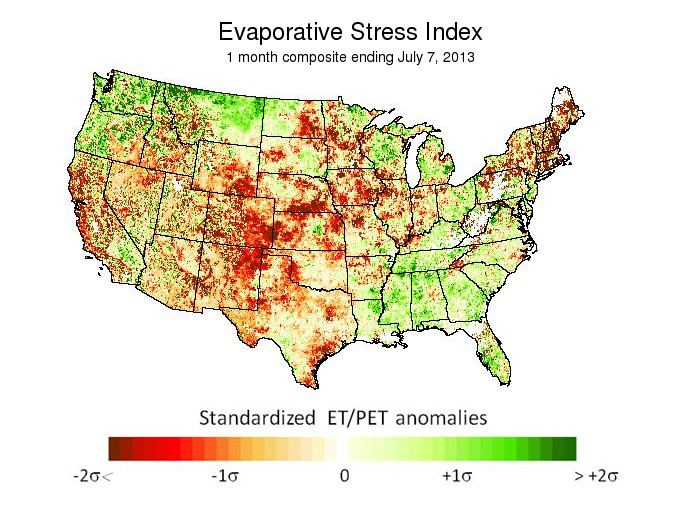 Evaporative Stress Index
1 month composite ending July 7, 2013
Standardized ET/PET anomalies
-2σ< -1σ 0 +1σ > +2σ